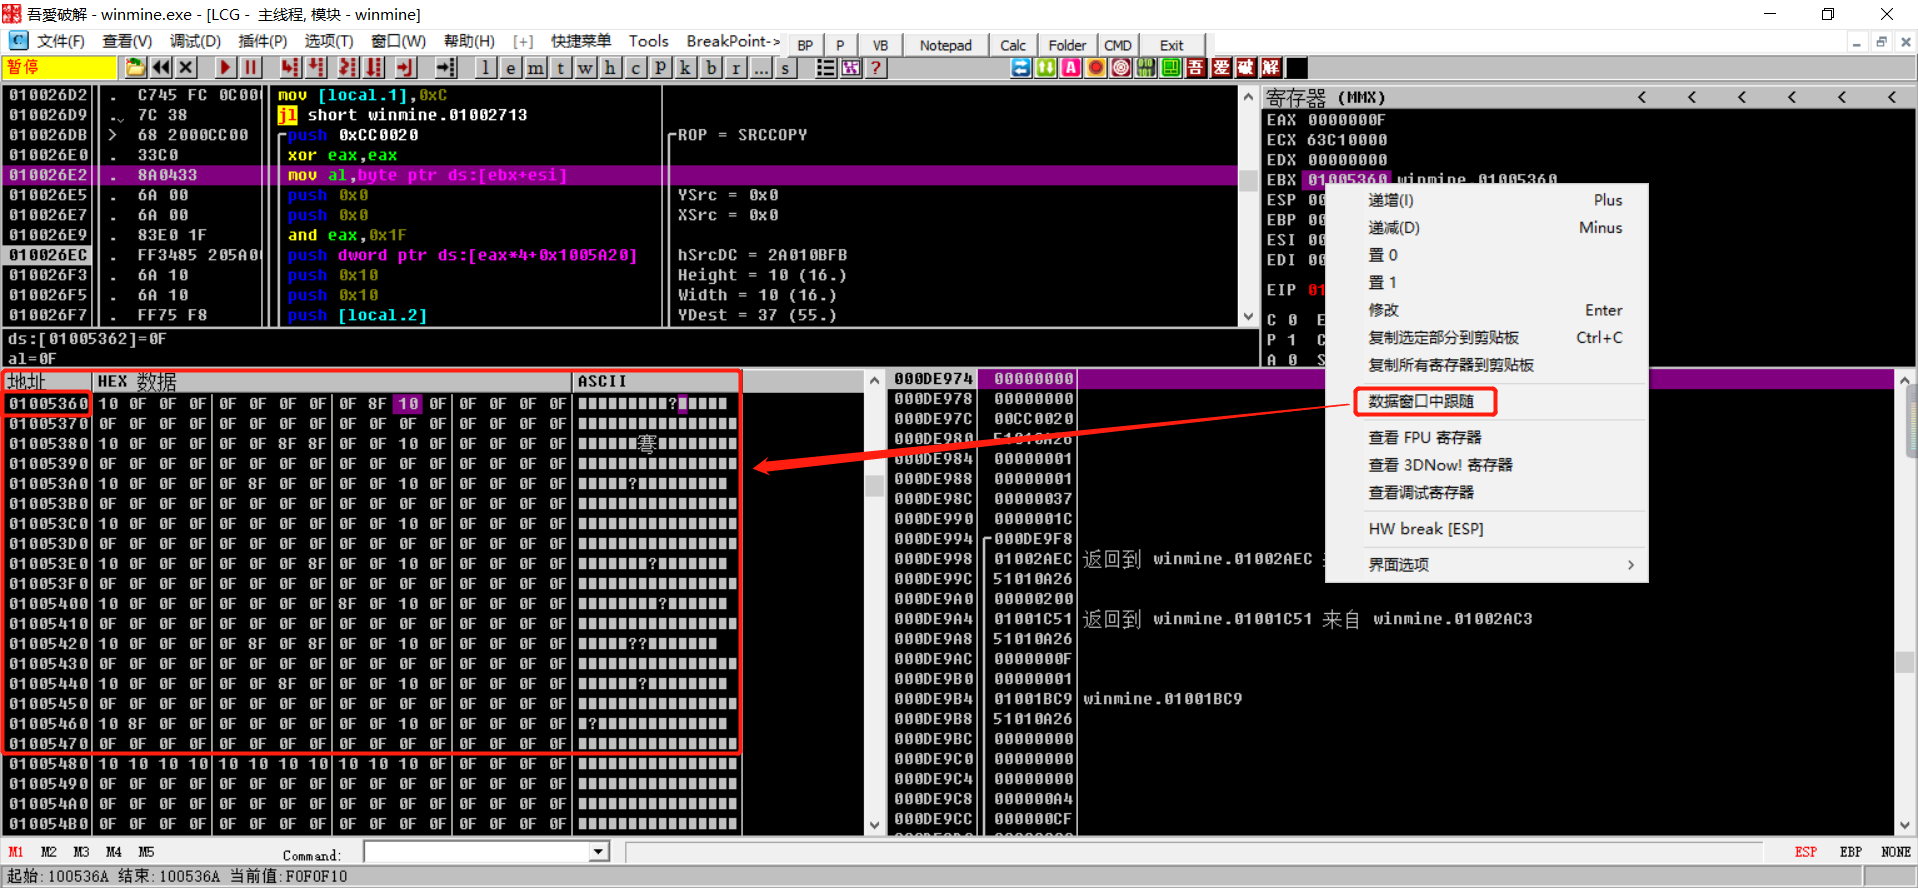 吾愛破解 - winmine.exe - [LCG - 主线程, 模块 - winmine]
文件(F) 查看(V) 调试(D) 插件(P) 选项(T) 窗口(W) 帮助(H) [+] 快捷菜单 Tools BreakPoint-> BP P VB Notepad Calc Folder CMD Exit
暂停 l e m t w h c p k b r ... s ? 吾 爱 破 解
010026D2 . C745 FC 0C00 mov [local.1],0xC
010026D9 . 7C 38 jl short winmine.01002713
010026DB > 68 2000CC00 push 0xCC0020 ROP = SRCCOPY
010026E0 . 33C0 xor eax,eax
010026E2 . 8A0433 mov al,byte ptr ds:[ebx+esi]
010026E5 . 6A 00 push 0x0 YSrc = 0x0
010026E7 . 6A 00 push 0x0 XSrc = 0x0
010026E9 . 83E0 1F and eax,0x1F
010026EC . FF3485 205A0 push dword ptr ds:[eax*4+0x1005A20] hSrcDC = 2A010BFB
010026F3 . 6A 10 push 0x10 Height = 10 (16.)
010026F5 . 6A 10 push 0x10 Width = 10 (16.)
010026F7 . FF75 F8 push [local.2] YDest = 37 (55.)
ds:[01005362]=0F
al=0F
寄存器 (MMX) < < < < < <
EAX 0000000F
ECX 63C10000
EDX 00000000
EBX 01005360 winmine.01005360
ESP 00
EBP 00
ESI 00
EDI 00
EIP 01
C 0 E
P 1 C
A 0 S
递增(I) Plus
递减(D) Minus
置 0
置 1
修改 Enter
复制选定部分到剪贴板 Ctrl+C
复制所有寄存器到剪贴板
数据窗口中跟随
查看 FPU 寄存器
查看 3DNow! 寄存器
查看调试寄存器
HW break [ESP]
界面选项 >
地址 HEX 数据 ASCII
01005360 10 0F 0F 0F 0F 0F 0F 0F 0F 8F 10 0F 0F 0F 0F 0F ?
01005370 0F 0F 0F 0F 0F 0F 0F 0F 0F 0F 0F 0F 0F 0F 0F 0F
01005380 10 0F 0F 0F 0F 0F 8F 8F 0F 0F 10 0F 0F 0F 0F 0F
01005390 0F 0F 0F 0F 0F 0F 0F 0F 0F 0F 0F 0F 0F 0F 0F 0F
010053A0 10 0F 0F 0F 0F 8F 0F 0F 0F 0F 10 0F 0F 0F 0F 0F ?
010053B0 0F 0F 0F 0F 0F 0F 0F 0F 0F 0F 0F 0F 0F 0F 0F 0F
010053C0 10 0F 0F 0F 0F 0F 0F 0F 0F 0F 10 0F 0F 0F 0F 0F
010053D0 0F 0F 0F 0F 0F 0F 0F 0F 0F 0F 0F 0F 0F 0F 0F 0F
010053E0 10 0F 0F 0F 0F 0F 0F 8F 0F 0F 10 0F 0F 0F 0F 0F ?
010053F0 0F 0F 0F 0F 0F 0F 0F 0F 0F 0F 0F 0F 0F 0F 0F 0F
01005400 10 0F 0F 0F 0F 0F 0F 0F 8F 0F 10 0F 0F 0F 0F 0F ?
01005410 0F 0F 0F 0F 0F 0F 0F 0F 0F 0F 0F 0F 0F 0F 0F 0F
01005420 10 0F 0F 0F 0F 8F 0F 8F 0F 0F 10 0F 0F 0F 0F 0F ??
01005430 0F 0F 0F 0F 0F 0F 0F 0F 0F 0F 0F 0F 0F 0F 0F 0F
01005440 10 0F 0F 0F 0F 0F 8F 0F 0F 0F 10 0F 0F 0F 0F 0F ?
01005450 0F 0F 0F 0F 0F 0F 0F 0F 0F 0F 0F 0F 0F 0F 0F 0F
01005460 10 8F 0F 0F 0F 0F 0F 0F 0F 0F 10 0F 0F 0F 0F 0F ?
01005470 0F 0F 0F 0F 0F 0F 0F 0F 0F 0F 0F 0F 0F 0F 0F 0F
01005480 10 10 10 10 10 10 10 10 10 10 10 0F 0F 0F 0F 0F
01005490 0F 0F 0F 0F 0F 0F 0F 0F 0F 0F 0F 0F 0F 0F 0F 0F
010054A0 0F 0F 0F 0F 0F 0F 0F 0F 0F 0F 0F 0F 0F 0F 0F 0F
010054B0 0F 0F 0F 0F 0F 0F 0F 0F 0F 0F 0F 0F 0F 0F 0F 0F
000DE974 00000000
000DE978 00000000
000DE97C 00CC0020
000DE980 51010A26
000DE984 00000001
000DE988 00000001
000DE98C 00000037
000DE990 0000001C
000DE994 000DE9F8
000DE998 01002AEC 返回到 winmine.01002AEC
000DE99C 51010A26
000DE9A0 00000200
000DE9A4 01001C51 返回到 winmine.01001C51 来自 winmine.01002AC3
000DE9A8 51010A26
000DE9AC 0000000F
000DE9B0 00000001
000DE9B4 01001BC9 winmine.01001BC9
000DE9B8 51010A26
000DE9BC 00000000
000DE9C0 00000000
000DE9C4 00000000
000DE9C8 000000A4
000DE9CC 000000CF
M1 M2 M3 M4 M5 Command: ESP EBP NONE
起始:100536A 结束:100536A 当前值:F0F0F10